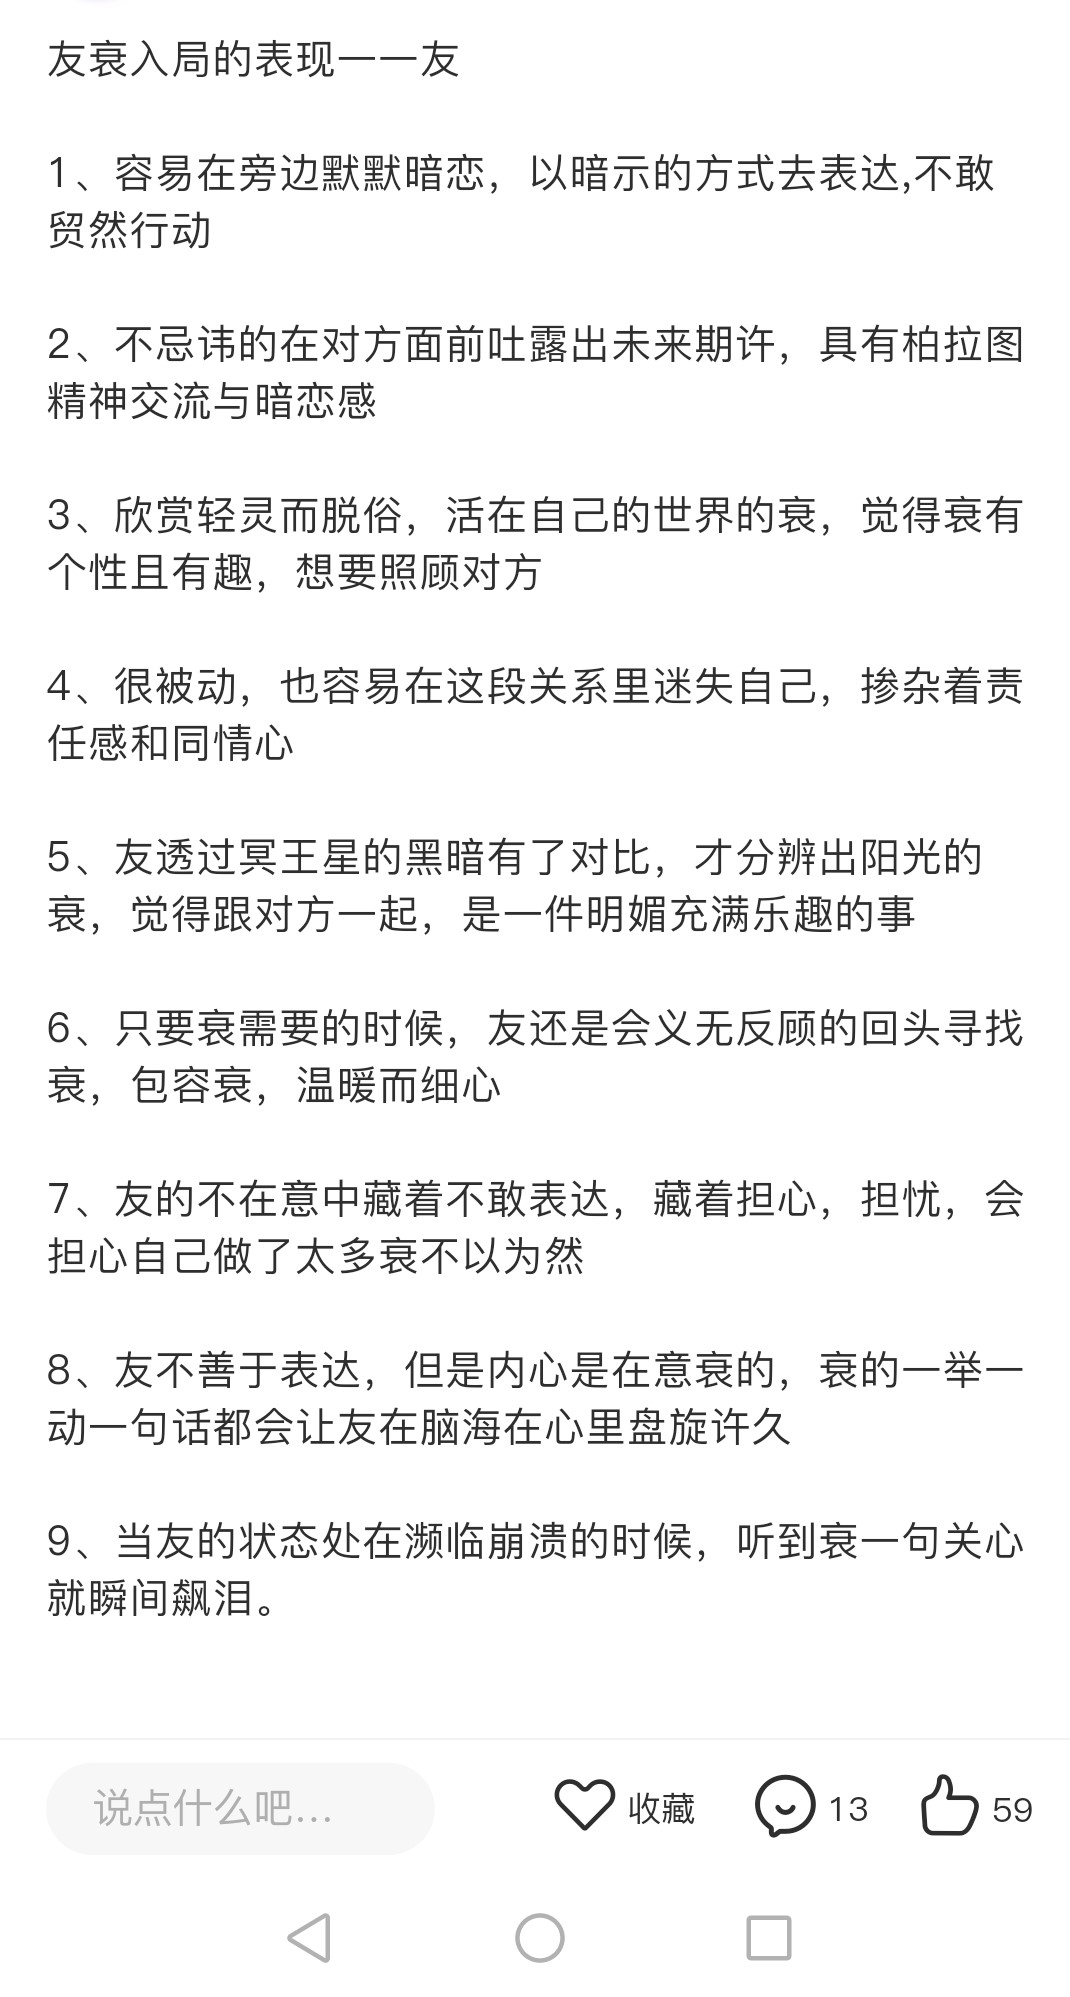 友衰入局的表现一一友
1、容易在旁边默默暗恋，以暗示的方式去表达,不敢
贸然行动
2、不忌讳的在对方面前吐露出未来期许，具有柏拉图
精神交流与暗恋感
3、欣赏轻灵而脱俗，活在自己的世界的衰，觉得衰有
个性且有趣，想要照顾对方
4、很被动，也容易在这段关系里迷失自己，掺杂着责
任感和同情心
5、友透过冥王星的黑暗有了对比，才分辨出阳光的
衰，觉得跟对方一起，是一件明媚充满乐趣的事
6、只要衰需要的时候，友还是会义无反顾的回头寻找
衰，包容衰，温暖而细心
7、友的不在意中藏着不敢表达，藏着担心，担忧，会
担心自己做了太多衰不以为然
8、友不善于表达，但是内心是在意衰的，衰的一举一
动一句话都会让友在脑海在心里盘旋许久
9、当友的状态处在濒临崩溃的时候，听到衰一句关心
就瞬间飙泪。
说点什么吧... 收藏 13 59